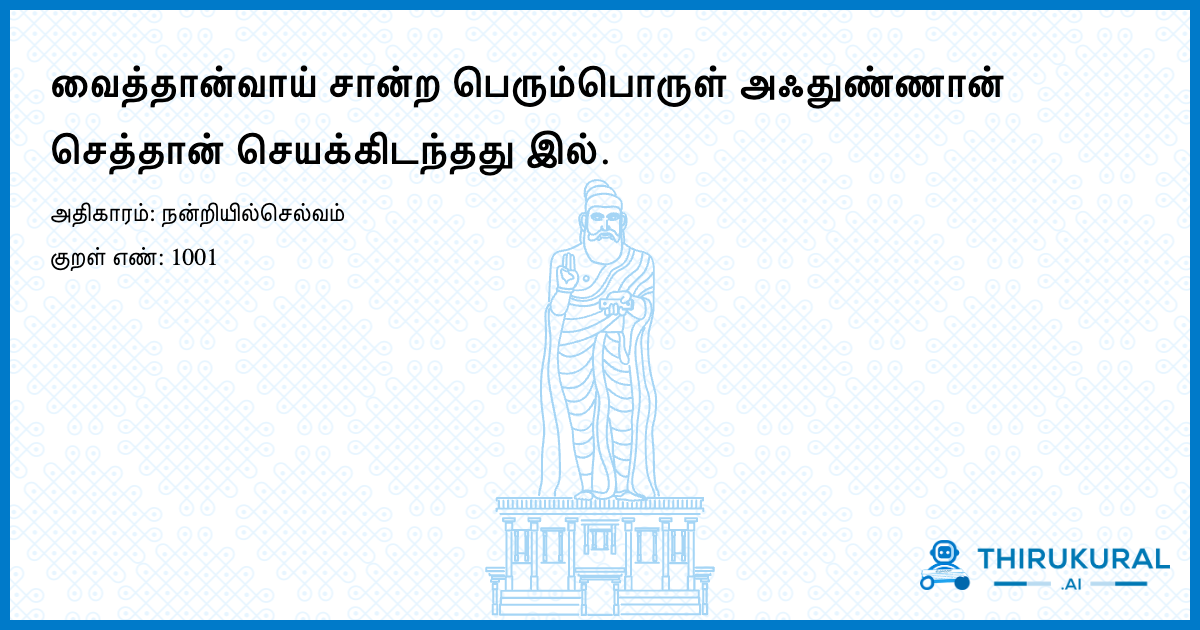 வைத்தான்வாய் சான்ற பெரும்பொருள் அஃதுண்ணான்
செத்தான் செயக்கிடந்தது இல்.
அதிகாரம்: நன்றியில்செல்வம்
குறள் எண்: 1001
THIRUKURAL
.AI